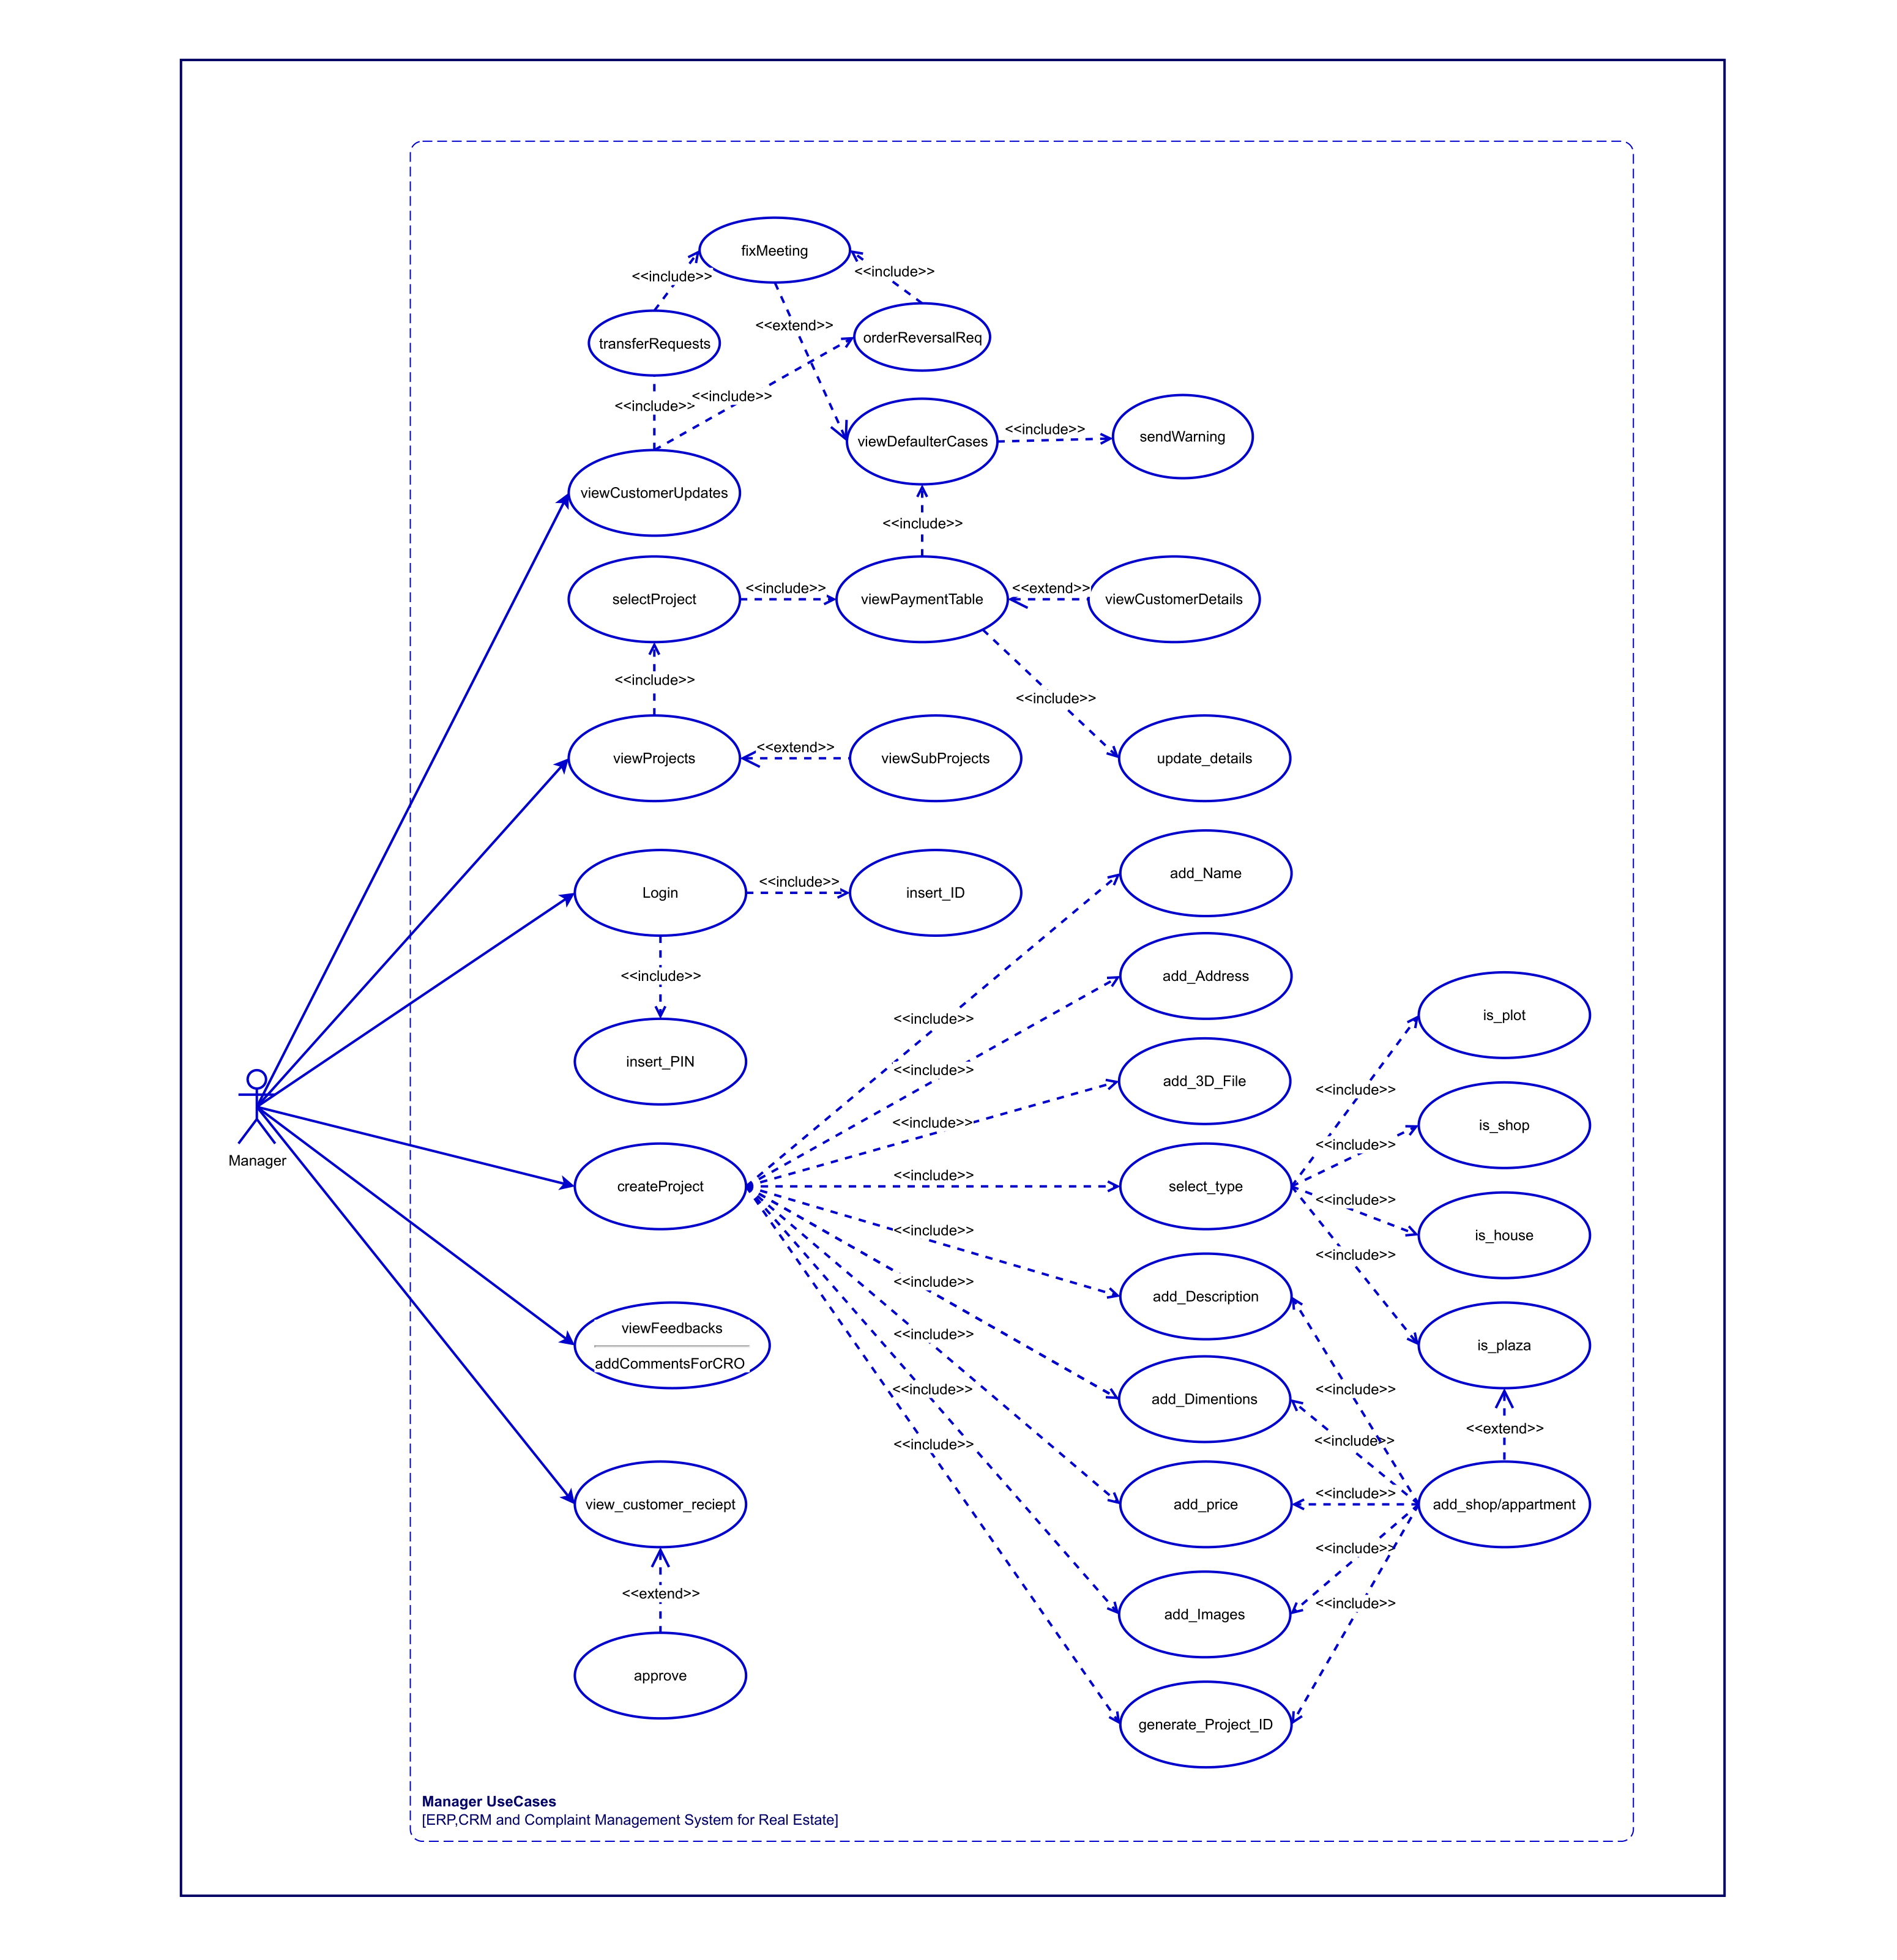 fixMeeting
<<include>>
<<include>>
<<extend>>
transferRequests
orderReversalReq
<<include>>
<<include>>
viewDefaulterCases
<<include>>
sendWarning
viewCustomerUpdates
<<include>>
selectProject
<<include>>
viewPaymentTable
<<extend>>
viewCustomerDetails
<<include>>
<<include>>
viewProjects
<<extend>>
viewSubProjects
update_details
Login
<<include>>
insert_ID
add_Name
<<include>>
add_Address
insert_PIN
<<include>>
is_plot
<<include>>
add_3D_File
<<include>>
<<include>>
is_shop
Manager
createProject
<<include>>
select_type
<<include>>
<<include>>
is_house
<<include>>
<<include>>
add_Description
<<include>>
viewFeedbacks
addCommentsForCRO
<<include>>
is_plaza
<<include>>
add_Dimentions
<<include>>
<<extend>>
<<include>>
<<include>>
view_customer_reciept
add_price
<<include>>
add_shop/appartment
<<include>>
<<extend>>
add_Images
<<include>>
approve
generate_Project_ID
Manager UseCases
[ERP,CRM and Complaint Management System for Real Estate]